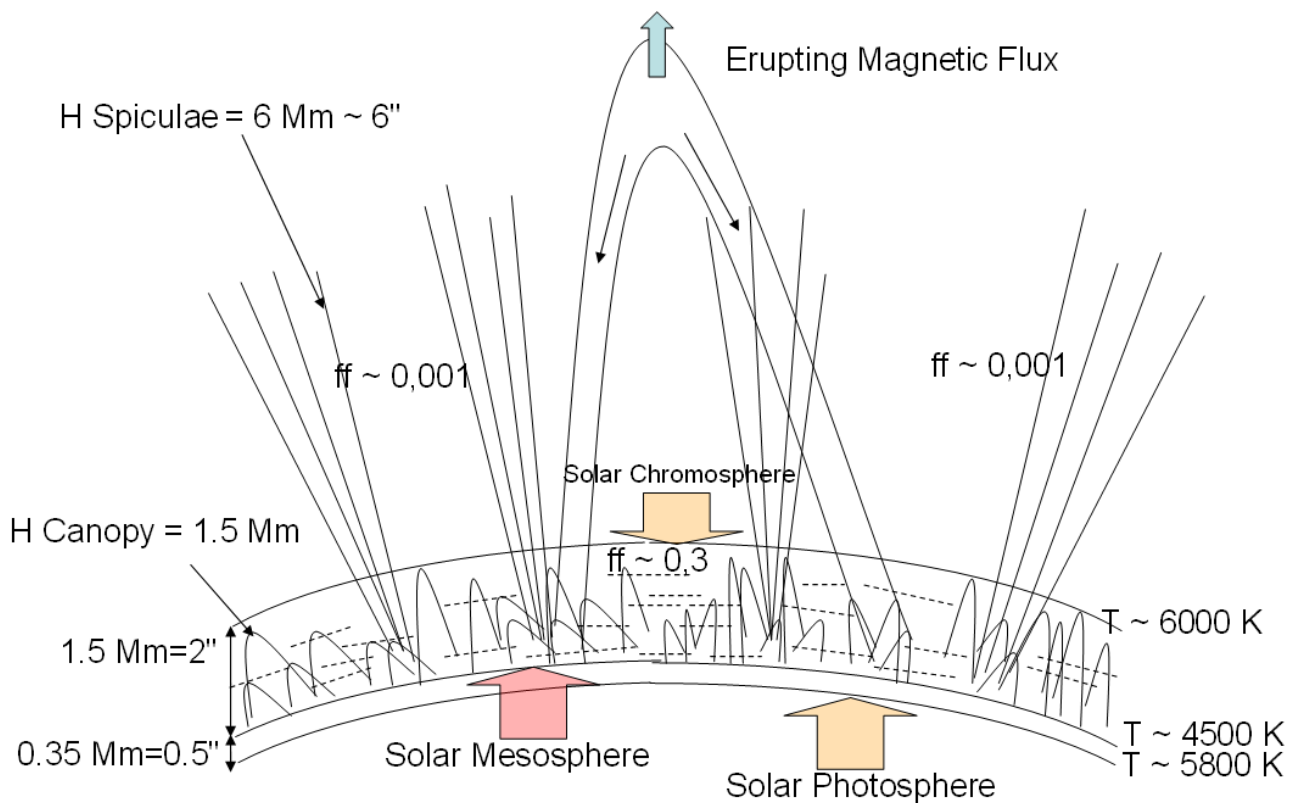 Erupting Magnetic Flux
H Spiculae = 6 Mm ~ 6"
ff ~ 0,001
ff ~ 0,001
Solar Chromosphere
H Canopy = 1.5 Mm
ff ~ 0,3
T ~ 6000 K
1.5 Mm=2"
T ~ 4500 K
0.35 Mm=0.5"
Solar Mesosphere
T ~ 5800 K
Solar Photosphere